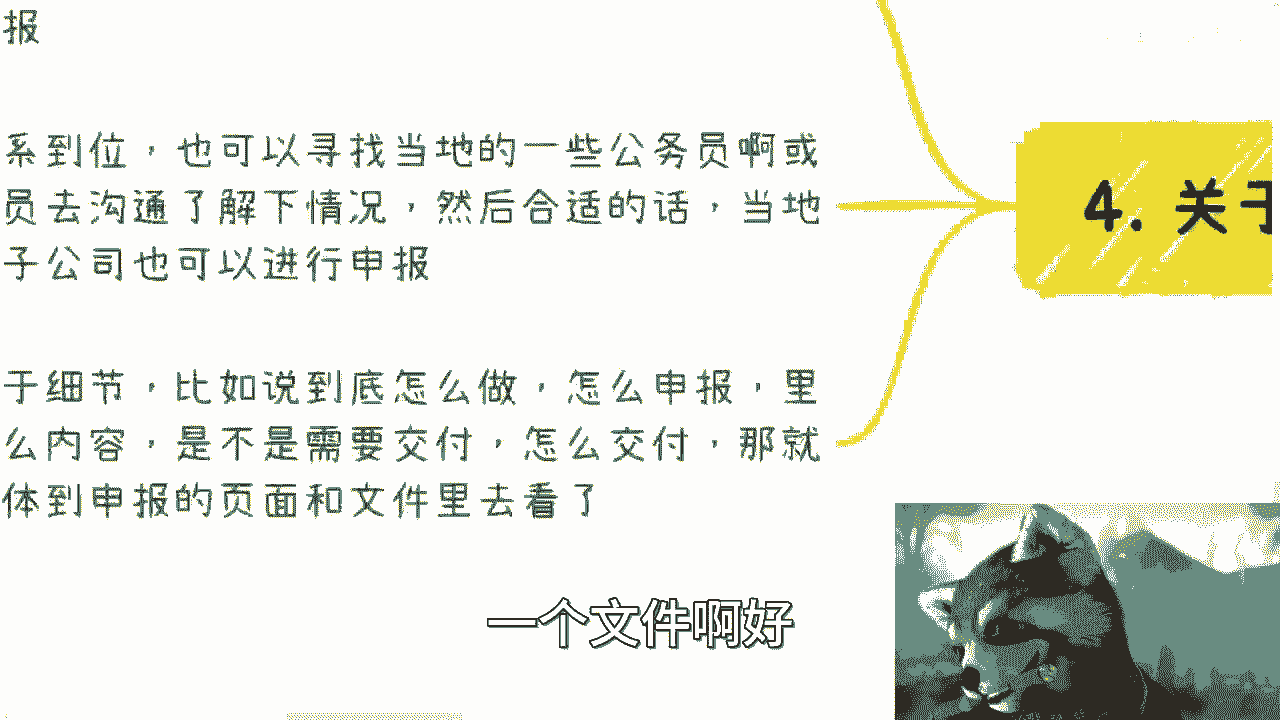 报
系到位，也可以寻找当地的一些公务员啊或
员去沟通了解下情况，然后合适的话，当地
子公司也可以进行申报
于细节，比如说到底怎么做，怎么申报，里
么内容，是不是需要交付，怎么交付，那就
体到申报的页面和文件里去看了
4. 关于
一个文件啊好